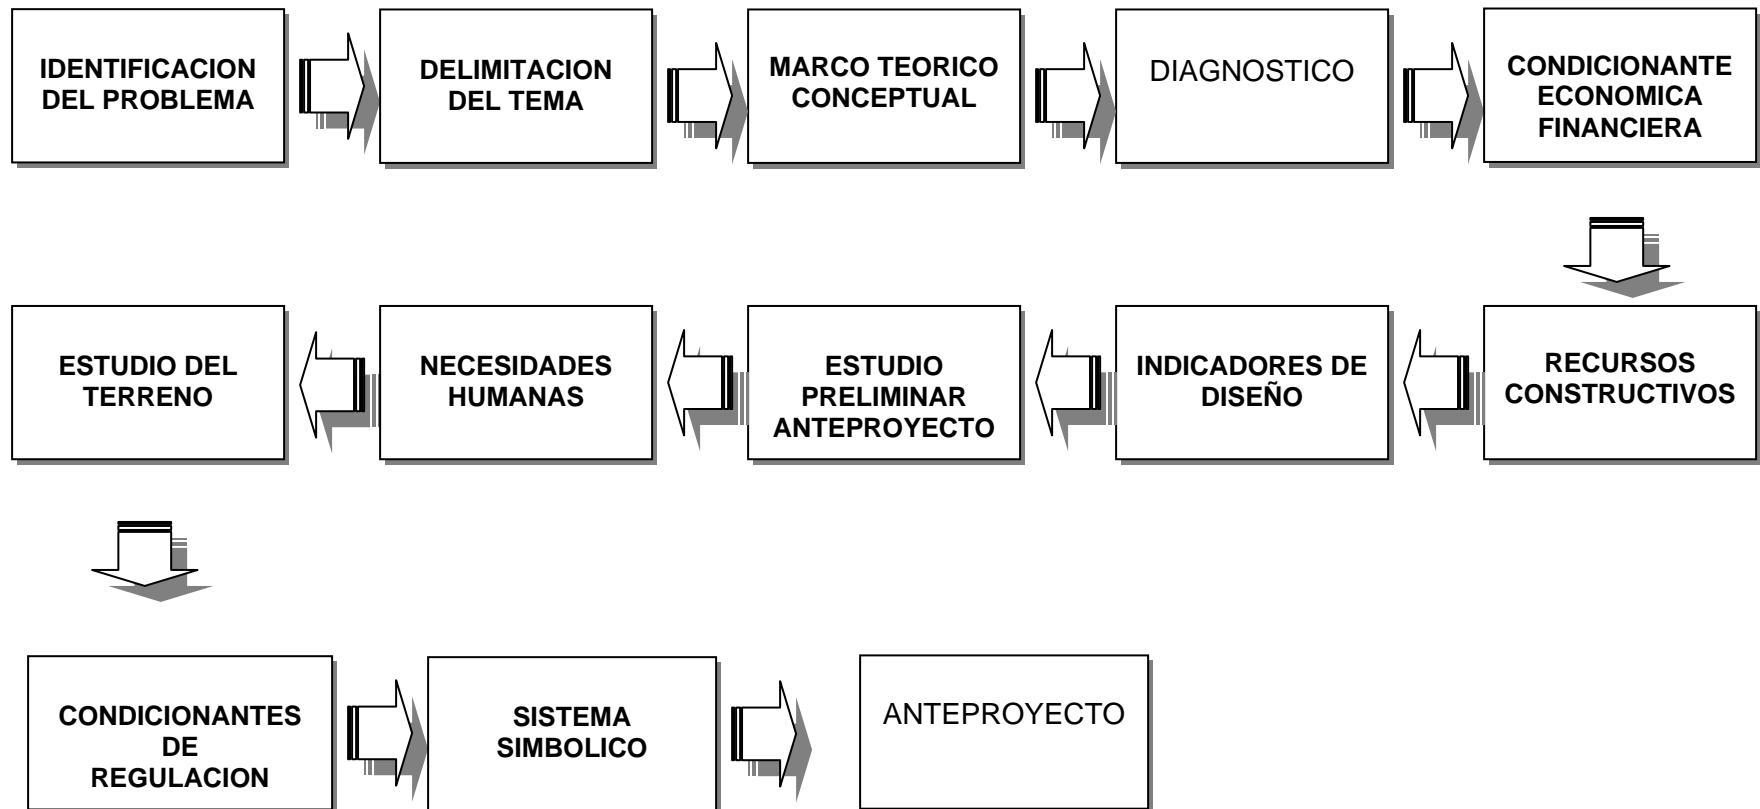 IDENTIFICACION
DEL PROBLEMA
DELIMITACION
DEL TEMA
MARCO TEORICO
CONCEPTUAL
DIAGNOSTICO
CONDICIONANTE
ECONOMICA
FINANCIERA
RECURSOS
CONSTRUCTIVOS
INDICADORES DE
DISEÑO
ESTUDIO
PRELIMINAR
ANTEPROYECTO
NECESIDADES
HUMANAS
ESTUDIO DEL
TERRENO
CONDICIONANTES
DE
REGULACION
SISTEMA
SIMBOLICO
ANTEPROYECTO